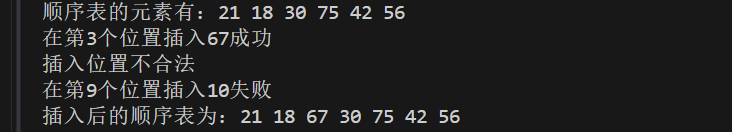 顺序表的元素有：21 18 30 75 42 56
在第3个位置插入67成功
插入位置不合法
在第9个位置插入10失败
插入后的顺序表为：21 18 67 30 75 42 56